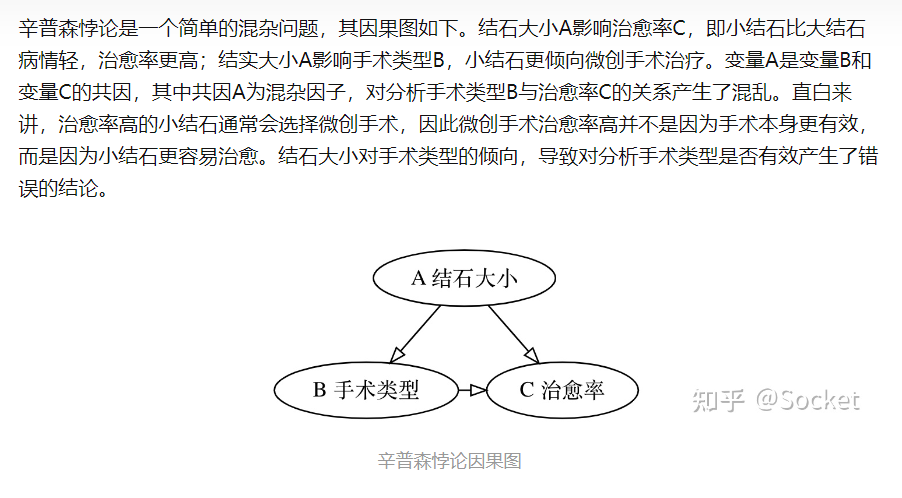 辛普森悖论是一个简单的混杂问题，其因果图如下。结石大小A影响治愈率C，即小结石比大结石
病情轻，治愈率更高；结实大小A影响手术类型B，小结石更倾向微创手术治疗。变量A是变量B和
变量C的共因，其中共因A为混杂因子，对分析手术类型B与治愈率C的关系产生了混乱。直白来
讲，治愈率高的小结石通常会选择微创手术，因此微创手术治愈率高并不是因为手术本身更有效，
而是因为小结石更容易治愈。结石大小对手术类型的倾向，导致对分析手术类型是否有效产生了错
误的结论。
A 结石大小
B 手术类型
C 治愈率
知乎 @Socket
辛普森悖论因果图